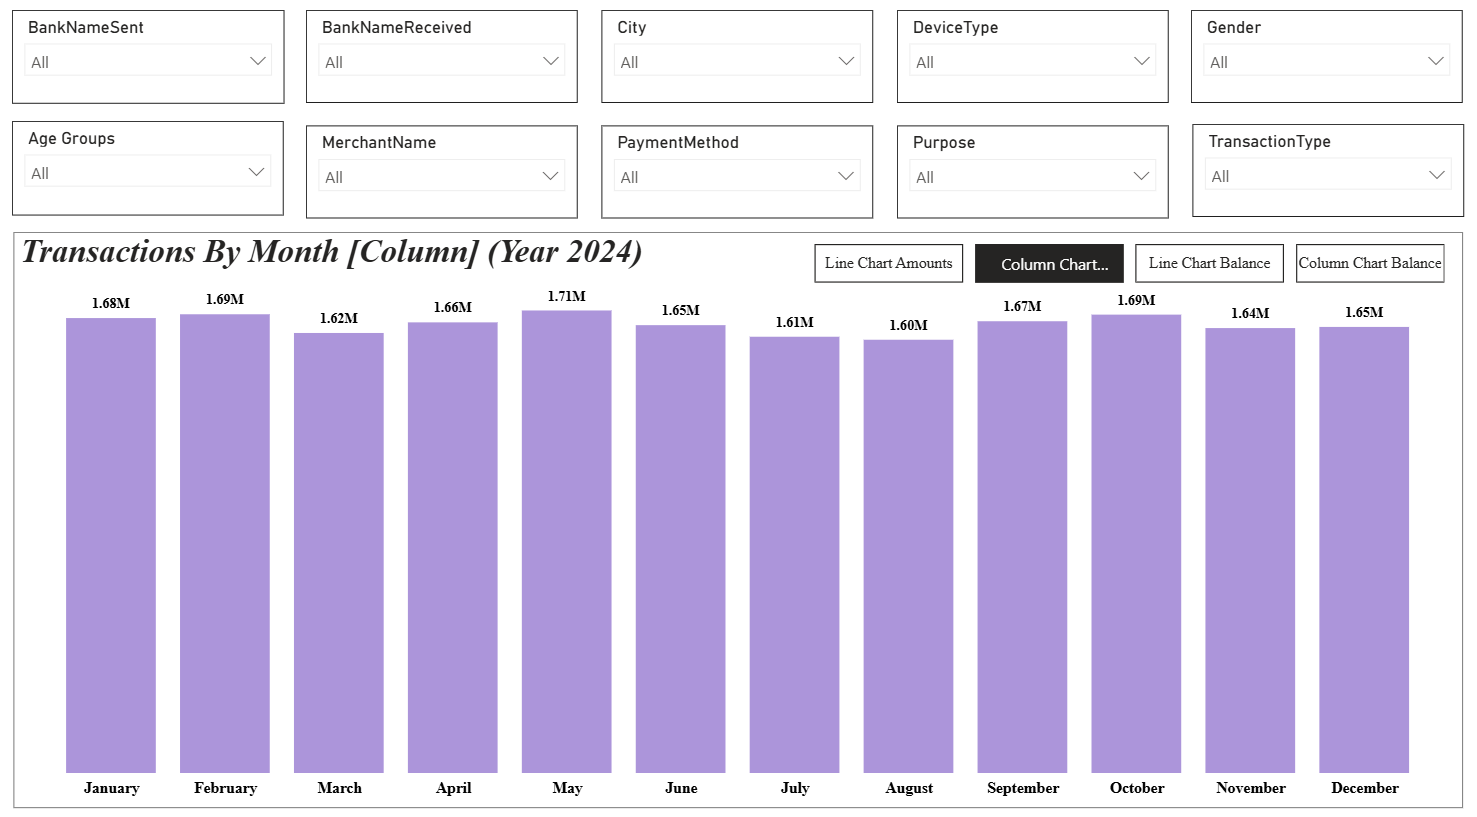 BankNameSent
All
BankNameReceived
All
City
All
DeviceType
All
Gender
All
Age Groups
All
MerchantName
All
PaymentMethod
All
Purpose
All
TransactionType
All
Transactions By Month [Column] (Year 2024)
Line Chart Amounts
Column Chart...
Line Chart Balance
Column Chart Balance
1.68M
1.69M
1.62M
1.66M
1.71M
1.65M
1.61M
1.60M
1.67M
1.69M
1.64M
1.65M
January
February
March
April
May
June
July
August
September
October
November
December